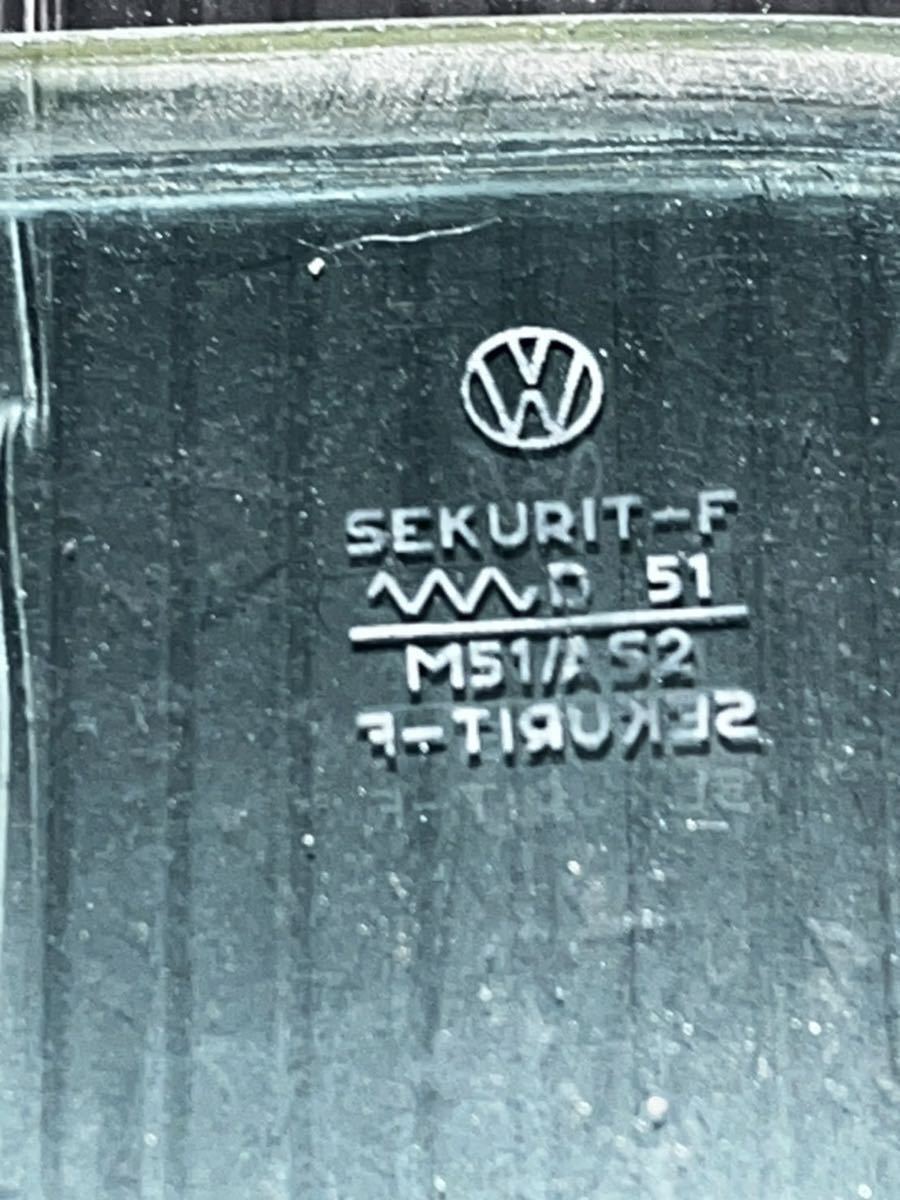 SEKURIT-F
D 51
M51/AS2
SEKURIT-F